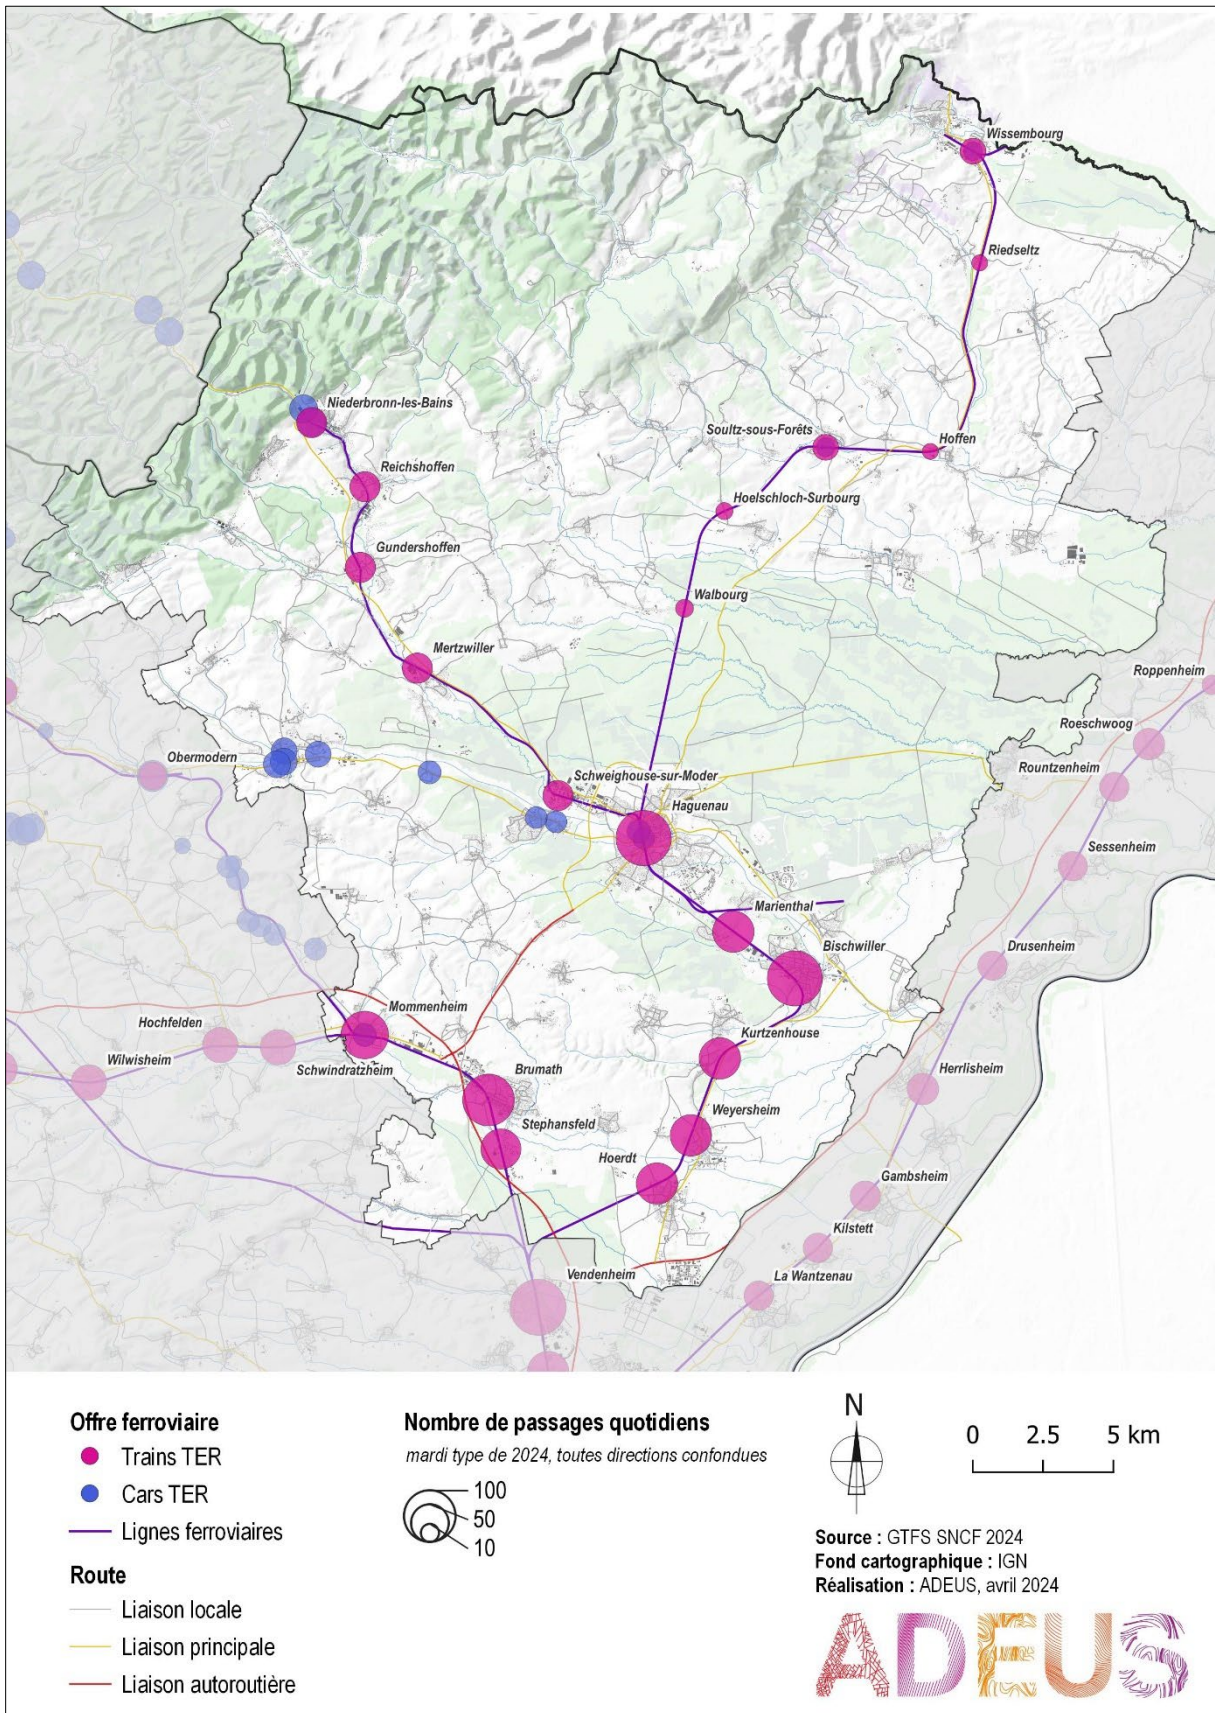 Wissembourg
Riedseltz
Niederbronn-les-Bains
Soultz-sous-Forêts
Hoffen
Reichshoffen
Hoelschloch-Surbourg
Gundershoffen
Walbourg
Mertzwiller
Roppenheim
Roeschwoog
Obermodern
Rountzenheim
Schweighouse-sur-Moder
Haguenau
Sessenheim
Marienthal
Bischwiller
Drusenheim
Mommenheim
Hochfelden
Kurtzenhouse
Wilwisheim
Schwindratzheim
Brumath
Herrlisheim
Weyersheim
Stephansfeld
Hoerdt
Gambsheim
Kilstett
Vendenheim
La Wantzenau
Offre ferroviaire
Trains TER
Cars TER
Lignes ferroviaires
Route
Liaison locale
Liaison principale
Liaison autoroutière
Nombre de passages quotidiens
mardi type de 2024, toutes directions confondues
100
50
10
N
0 2.5 5 km
Source : GTFS SNCF 2024
Fond cartographique : IGN
Réalisation : ADEUS, avril 2024
ADEUS